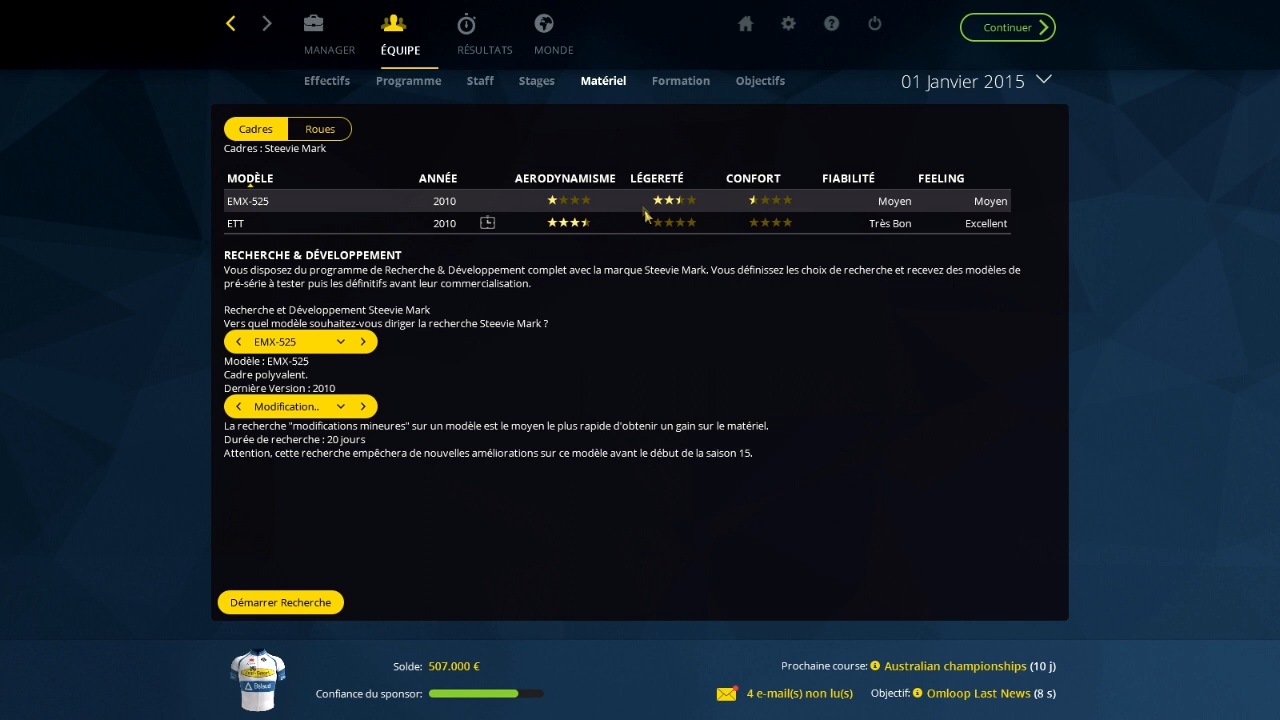 Continuer
MANAGER ÉQUIPE RÉSULTATS MONDE
Effectifs Programme Staff Stages Matériel Formation Objectifs 01 Janvier 2015
Cadres Roues
Cadres : Steevie Mark
MODÈLE ANNÉE AERODYNAMISME LÉGERETÉ CONFORT FIABILITÉ FEELING
EMX-525 2010 Moyen Moyen
ETT 2010 Très Bon Excellent
RECHERCHE & DÉVELOPPEMENT
Vous disposez du programme de Recherche & Développement complet avec la marque Steevie Mark. Vous définissez les choix de recherche et recevez des modèles de
pré-série à tester puis les définitifs avant leur commercialisation.
Recherche et Développement Steevie Mark
Vers quel modèle souhaitez-vous diriger la recherche Steevie Mark ?
EMX-525
Modèle : EMX-525
Cadre polyvalent.
Dernière Version : 2010
Modification..
La recherche "modifications mineures" sur un modèle est le moyen le plus rapide d'obtenir un gain sur le matériel.
Durée de recherche : 20 jours
Attention, cette recherche empêchera de nouvelles améliorations sur ce modèle avant le début de la saison 15.
Démarrer Recherche
Solde: 507.000 € Prochaine course: Australian championships (10 j)
Confiance du sponsor: 4 e-mail(s) non lu(s) Objectif: Omloop Last News (8 s)